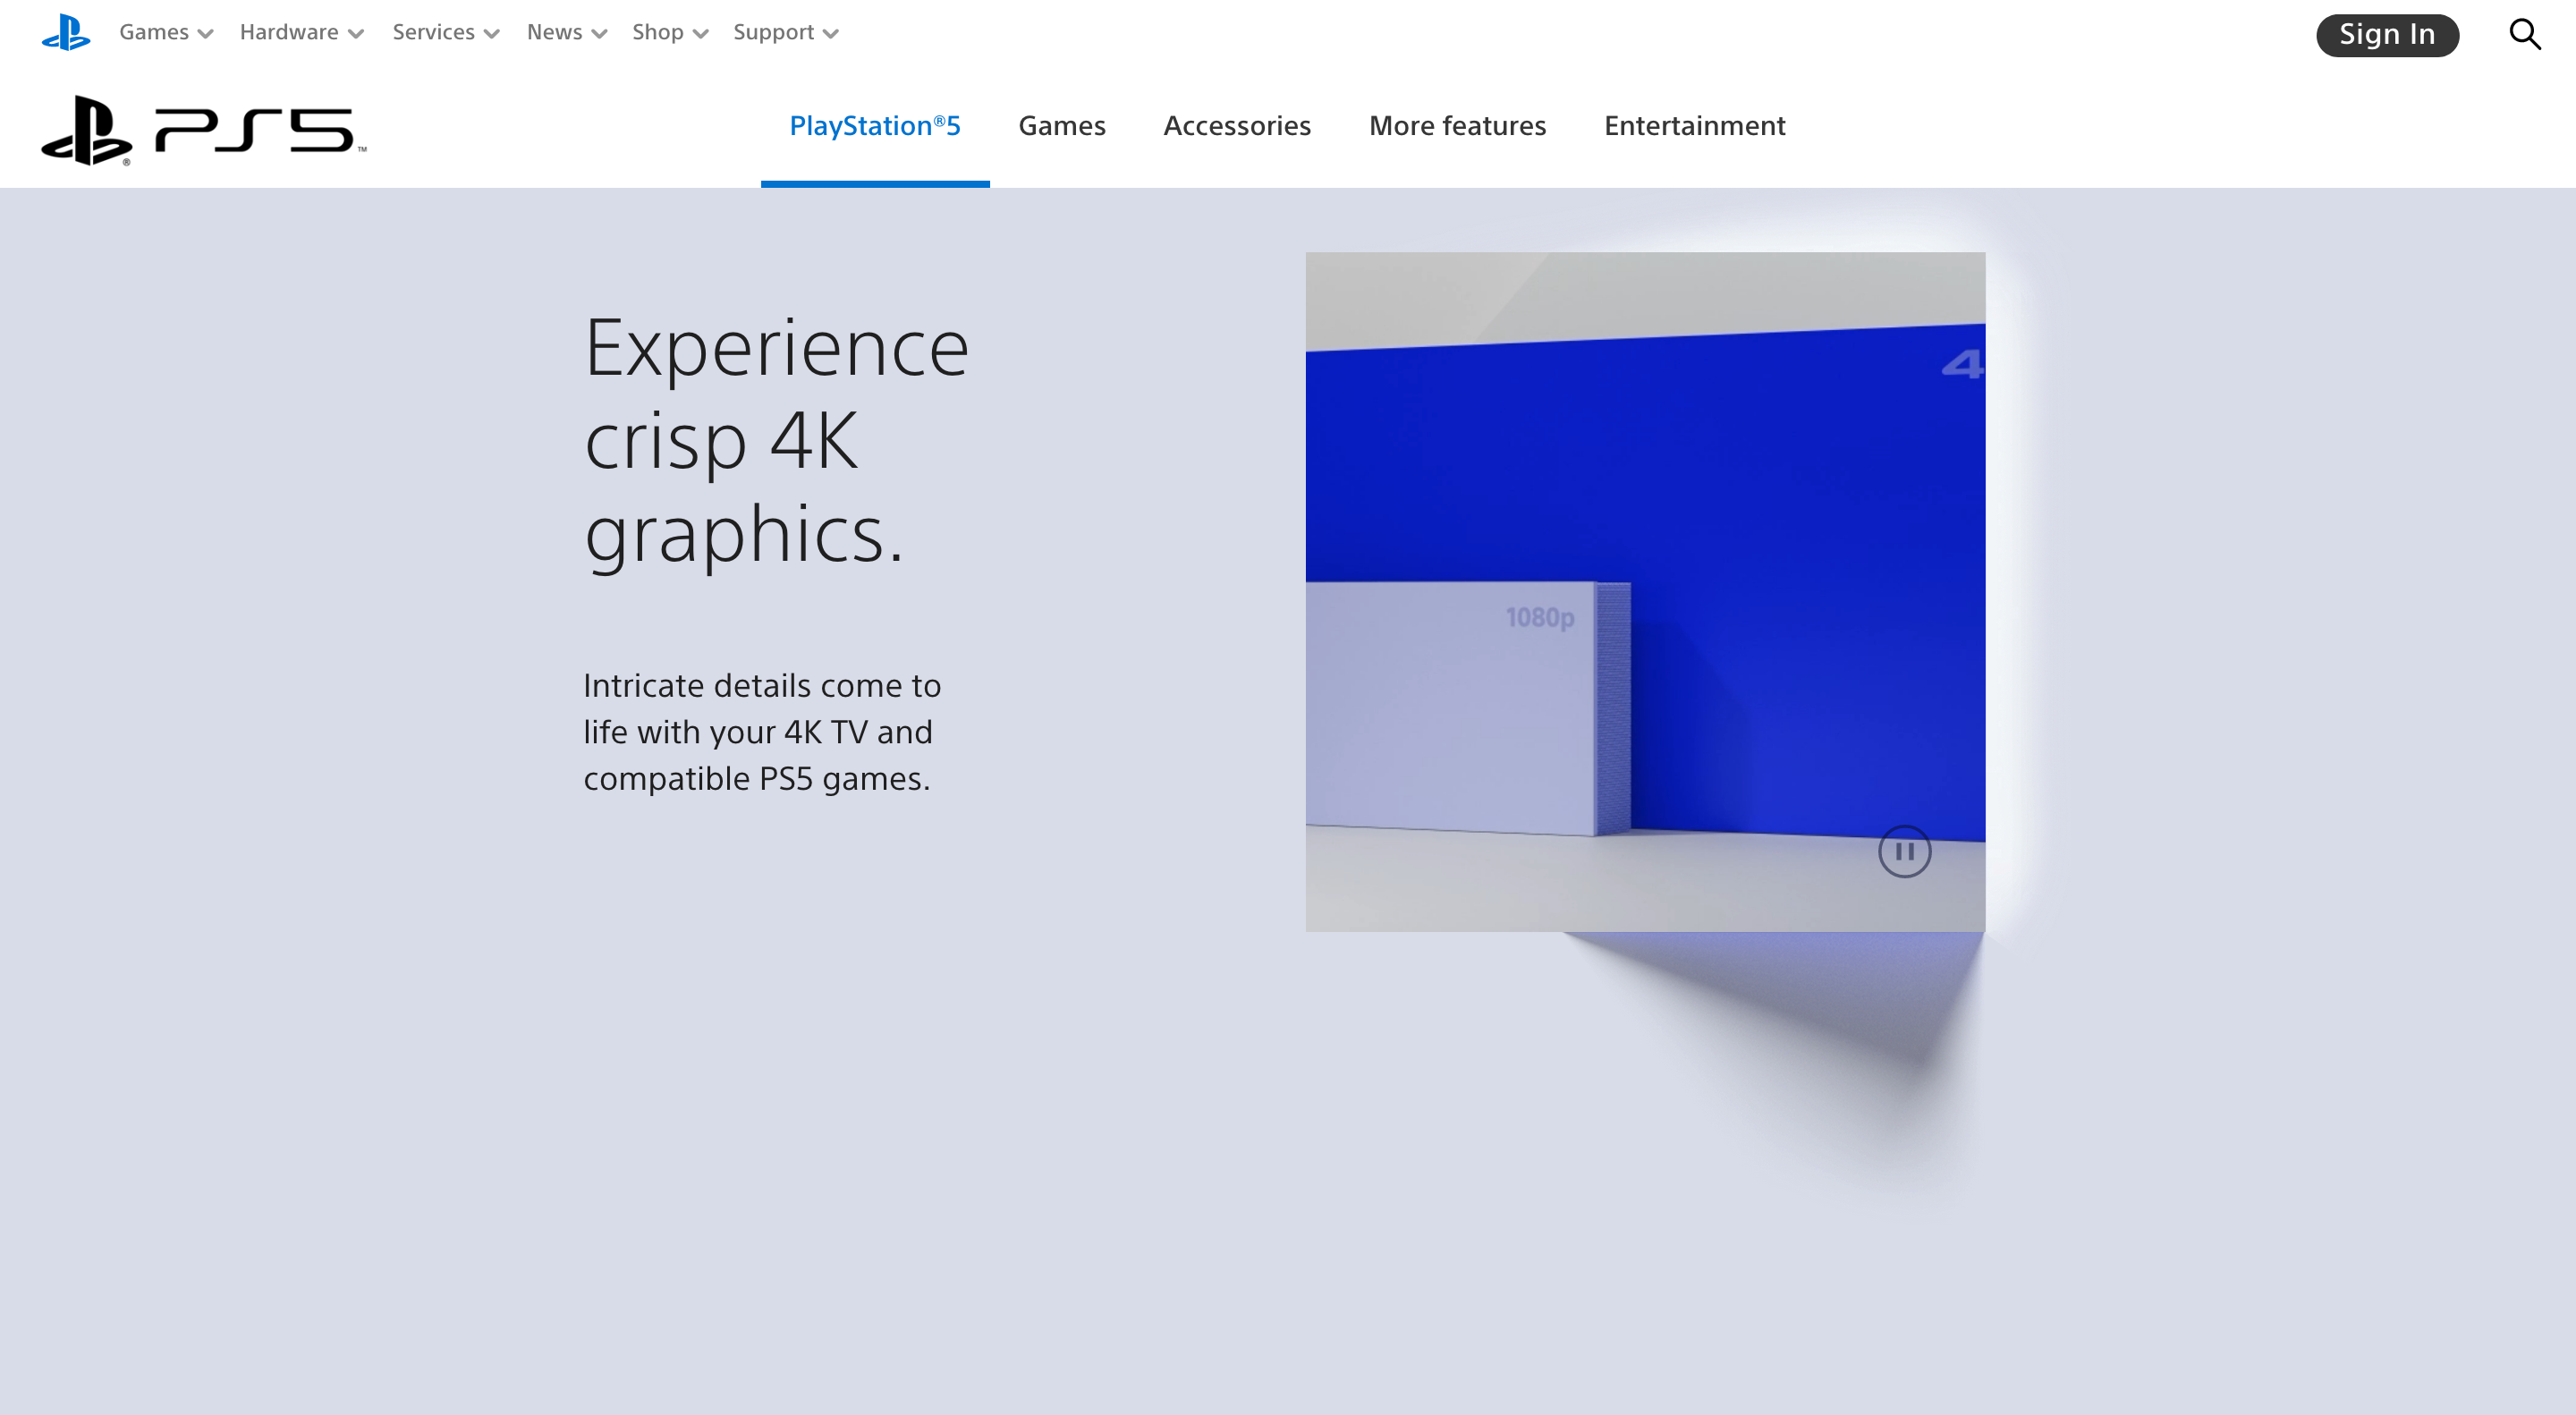 Games Hardware Services News Shop Support Sign In
PS5™
PlayStation®5 Games Accessories More features Entertainment
Experience
crisp 4K
graphics.
Intricate details come to
life with your 4K TV and
compatible PS5 games.
4
1080p